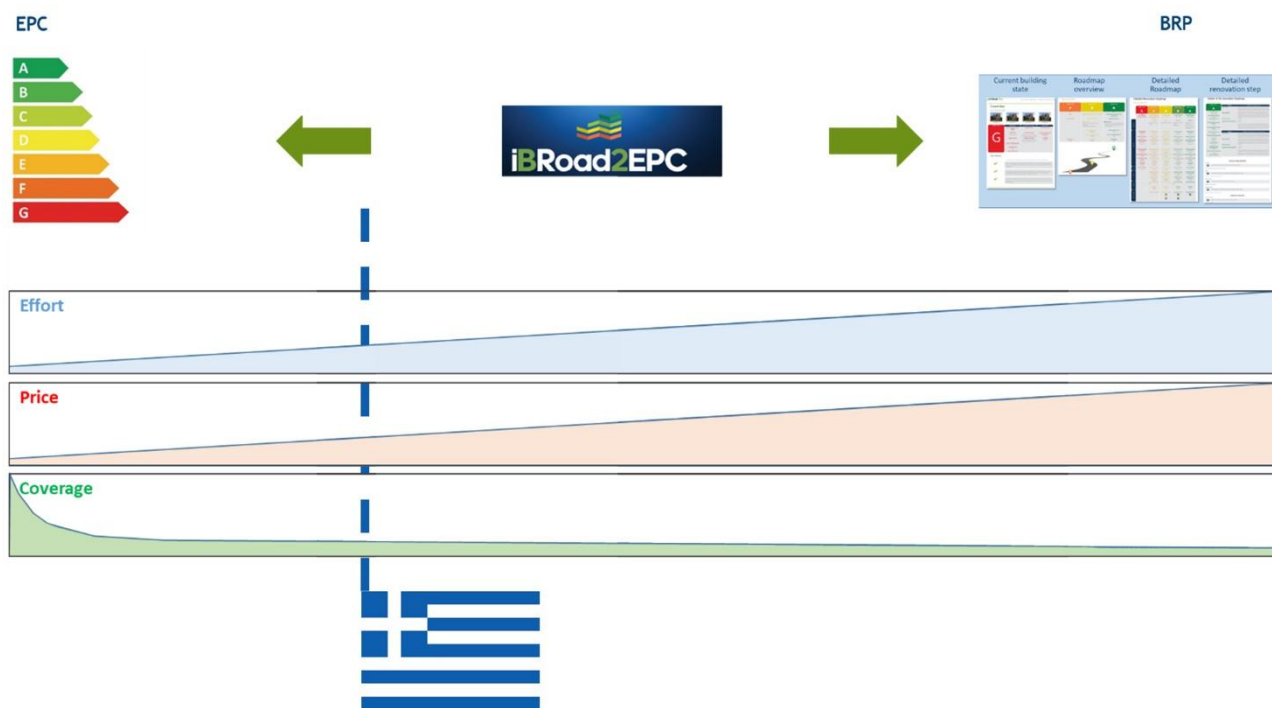 EPC
BRP
A
B
C
D
E
F
G
iBRoad2EPC
Current building
state
Roadmap
overview
Detailed
Roadmap
Detailed
renovation step
G
Effort
Price
Coverage